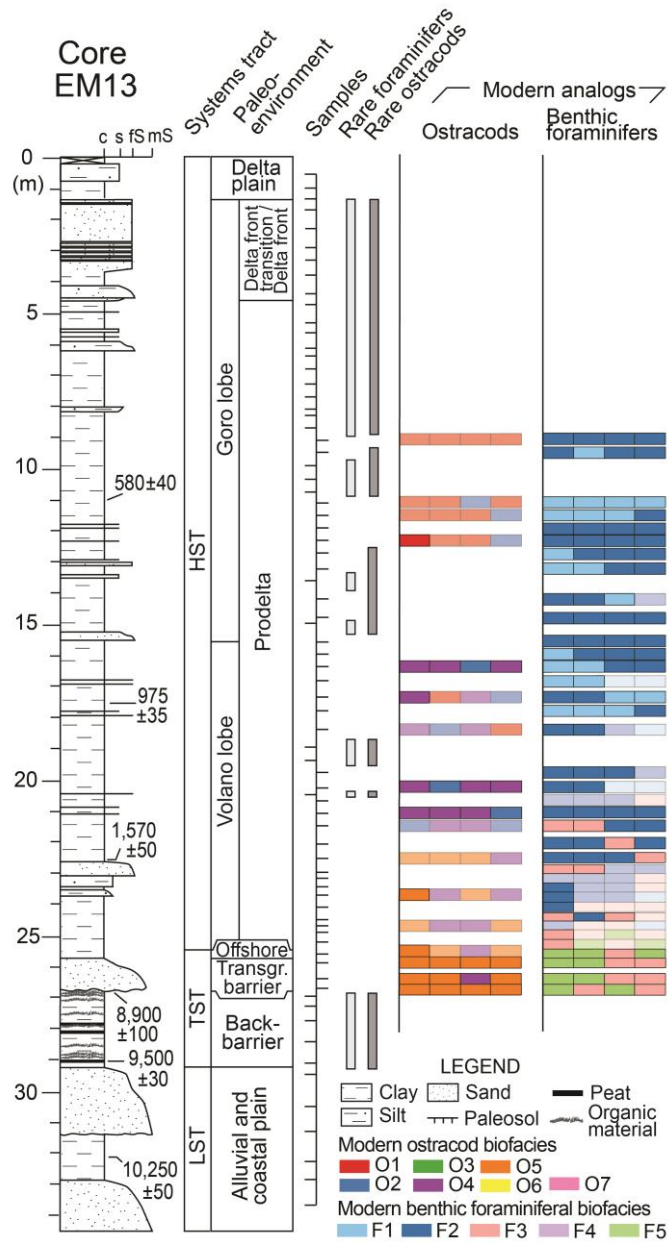 Core
EM13
Systems tract
Paleo-
environment
Samples
Rare foraminifers
Rare ostracods
Modern analogs
Ostracods
Benthic
foraminifers
c s fS mS
0
(m)
5
10
15
20
25
30
580±40
975
±35
1,570
±50
8,900
±100
9,500
±30
10,250
±50
HST
TST
LST
Goro lobe
Volano lobe
Delta
plain
Delta front
transition/
Delta front
Prodelta
Offshore
Transgr.
barrier
Back-
barrier
Alluvial and
coastal plain
LEGEND
Clay Sand Peat
Silt Paleosol Organic
material
Modern ostracod biofacies
O1 O3 O5
O2 O4 O6 O7
Modern benthic foraminiferal biofacies
F1 F2 F3 F4 F5